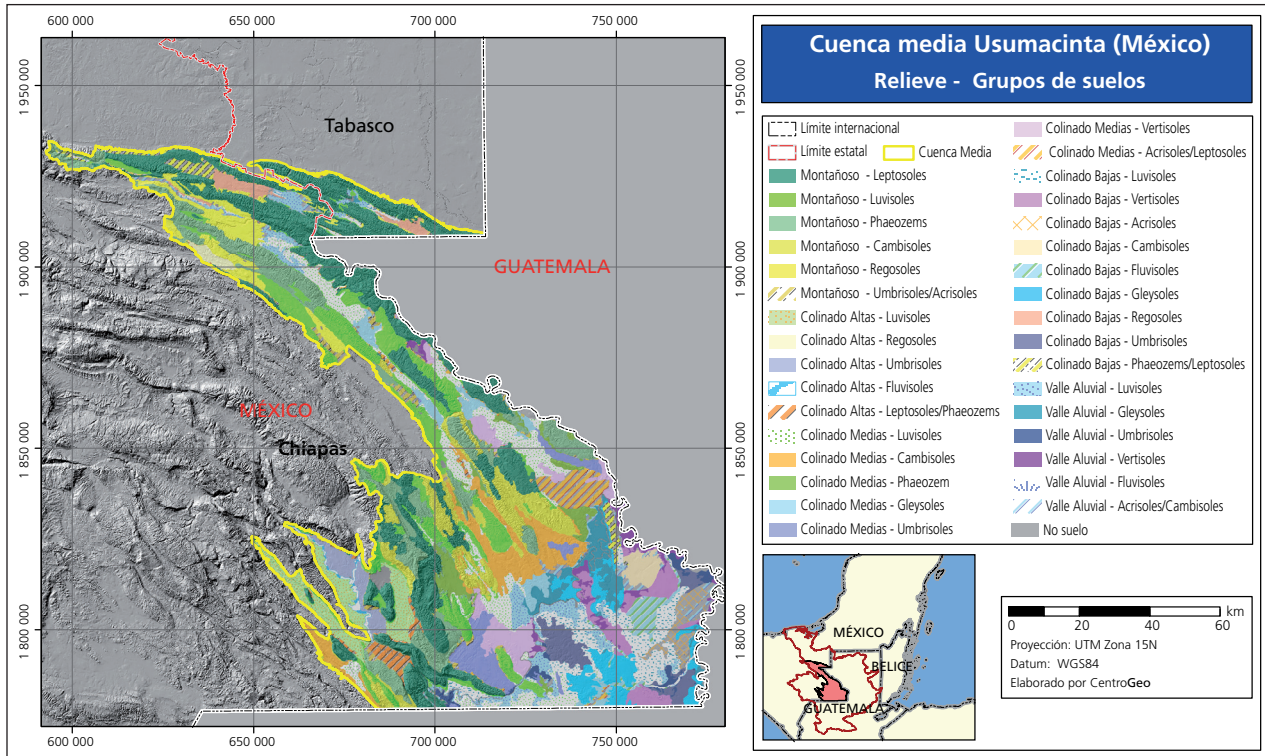 600 000 650 000 700 000 750 000
1 950 000
1 900 000
1 850 000
1 800 000
Tabasco
GUATEMALA
MÉXICO
Chiapas
600 000 650 000 700 000 750 000
Cuenca media Usumacinta (México)
Relieve - Grupos de suelos
Límite internacional
Límite estatal
Cuenca Media
Montañoso - Leptosoles
Montañoso - Luvisoles
Montañoso - Phaeozems
Montañoso - Cambisoles
Montañoso - Regosoles
Montañoso - Umbrisoles/Acrisoles
Colinado Altas - Luvisoles
Colinado Altas - Regosoles
Colinado Altas - Umbrisoles
Colinado Altas - Fluvisoles
Colinado Altas - Leptosoles/Phaeozems
Colinado Medias - Luvisoles
Colinado Medias - Cambisoles
Colinado Medias - Phaeozem
Colinado Medias - Gleysoles
Colinado Medias - Umbrisoles
Colinado Medias - Vertisoles
Colinado Medias - Acrisoles/Leptosoles
Colinado Bajas - Luvisoles
Colinado Bajas - Vertisoles
Colinado Bajas - Acrisoles
Colinado Bajas - Cambisoles
Colinado Bajas - Fluvisoles
Colinado Bajas - Gleysoles
Colinado Bajas - Regosoles
Colinado Bajas - Umbrisoles
Colinado Bajas - Phaeozems/Leptosoles
Valle Aluvial - Luvisoles
Valle Aluvial - Gleysoles
Valle Aluvial - Umbrisoles
Valle Aluvial - Vertisoles
Valle Aluvial - Fluvisoles
Valle Aluvial - Acrisoles/Cambisoles
No suelo
MÉXICO
BELICE
GUATEMALA
km
0 20 40 60
Proyección: UTM Zona 15N
Datum: WGS84
Elaborado por CentroGeo